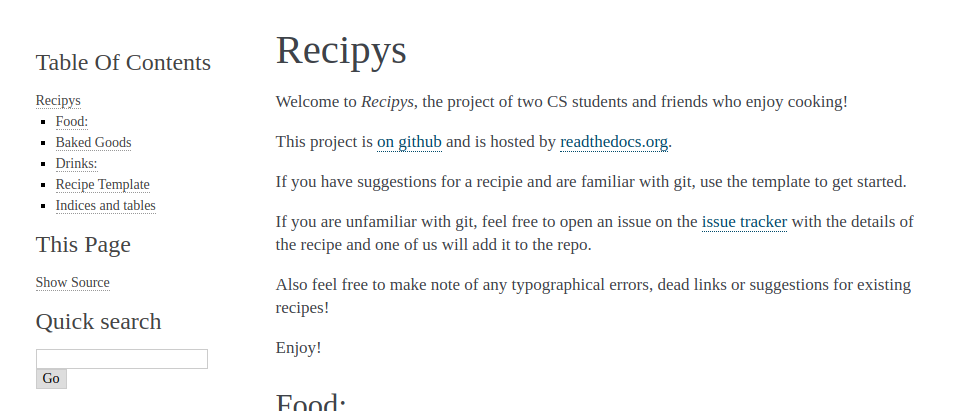 Table Of Contents
Recipys
Food:
Baked Goods
Drinks:
Recipe Template
Indices and tables
This Page
Show Source
Quick search
Go
Recipys
Welcome to Recipys, the project of two CS students and friends who enjoy cooking!
This project is on github and is hosted by readthedocs.org.
If you have suggestions for a recipie and are familiar with git, use the template to get started.
If you are unfamiliar with git, feel free to open an issue on the issue tracker with the details of
the recipe and one of us will add it to the repo.
Also feel free to make note of any typographical errors, dead links or suggestions for existing
recipes!
Enjoy!
Food: